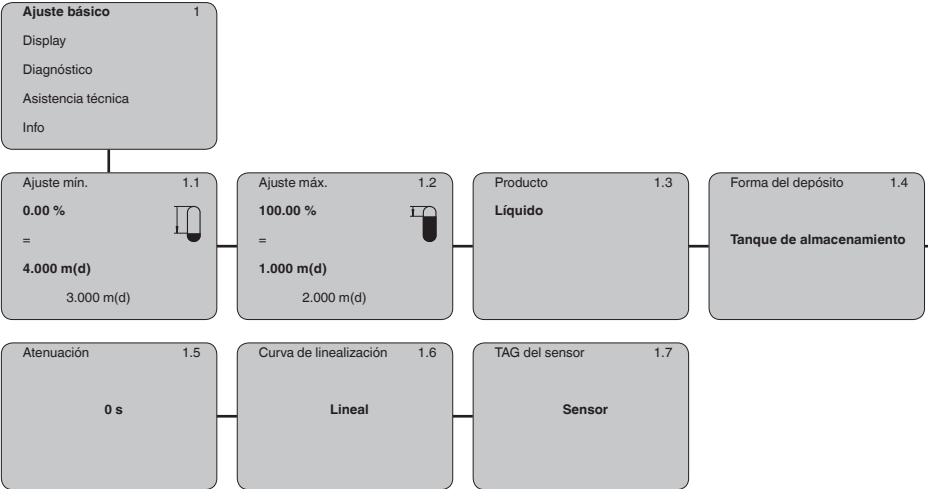 Ajuste básico 1
Display
Diagnóstico
Asistencia técnica
Info
Ajuste mín. 1.1
0.00 %
=
4.000 m(d)
3.000 m(d)
Ajuste máx. 1.2
100.00 %
=
1.000 m(d)
2.000 m(d)
Producto 1.3
Líquido
Forma del depósito 1.4
Tanque de almacenamiento
Atenuación 1.5
0 s
Curva de linealización 1.6
Lineal
TAG del sensor 1.7
Sensor